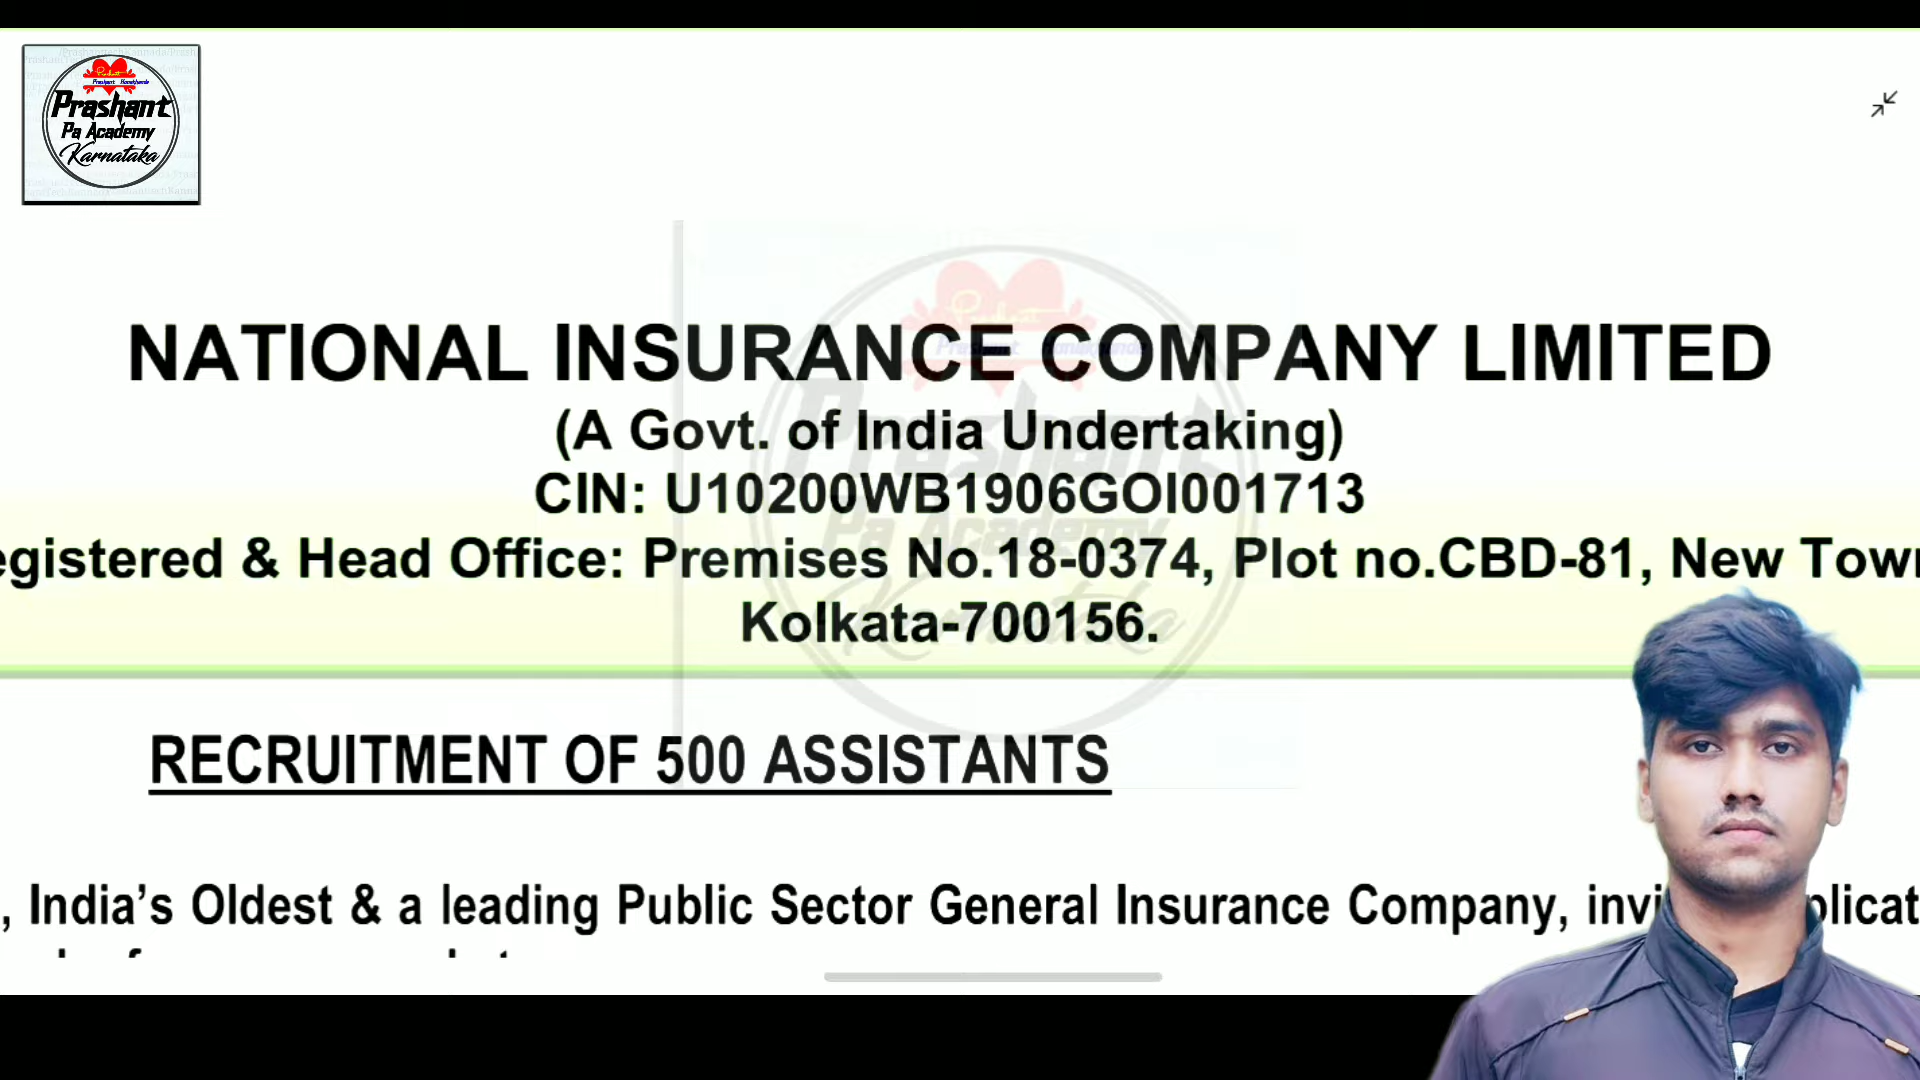 Prashant
Pa Academy
Karnataka
NATIONAL INSURANCE COMPANY LIMITED
(A Govt. of India Undertaking)
CIN: U10200WB1906GOI001713
egistered & Head Office: Premises No.18-0374, Plot no.CBD-81, New Town
Kolkata-700156.
RECRUITMENT OF 500 ASSISTANTS
, India’s Oldest & a leading Public Sector General Insurance Company, invi plicat